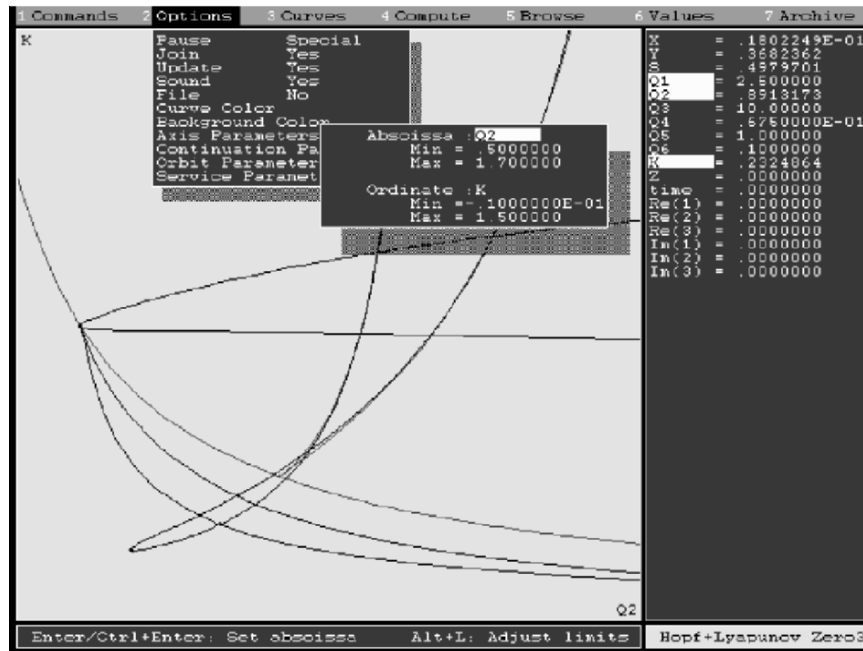 1 Commands 2 Options 3 Curves 4 Compute 5 Browse 6 Values 7 Archive
K
Pause Special
Join Yes
Update Yes
Sound Yes
File No
Curve Color
Background Color
Axis Parameters
Continuation Pa
Orbit Parameter
Service Paramet
Abscissa :Q2
Min = .5000000
Max = 1.700000
Ordinate :K
Min =-.1000000E-01
Max = 1.500000
X = .1802249E-01
Y = .3682362
S = .4979701
Q1 = 2.500000
Q2 = .8913173
Q3 = 10.00000
Q4 = .6750000E-01
Q5 = 1.000000
Q6 = .1000000
K = .2324864
Z = .0000000
time = .0000000
Re(1) = .0000000
Re(2) = .0000000
Re(3) = .0000000
Im(1) = .0000000
Im(2) = .0000000
Im(3) = .0000000
Q2
Enter/Ctrl+Enter: Set abscissa Alt+L: Adjust limits Hopf+Lyapunov Zero3